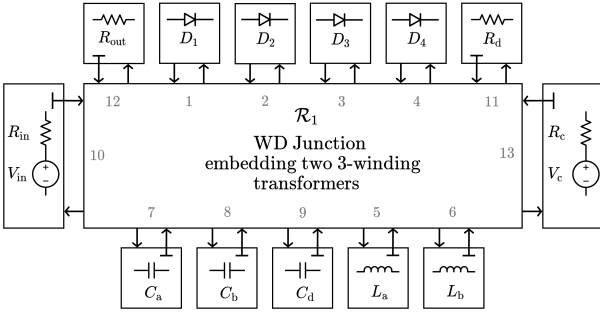 R_out D_1 D_2 D_3 D_4 R_d
12 1 2 3 4 11
R_in V_in + −
10
ℛ_1
WD Junction
embedding two 3-winding
transformers
13
R_c V_c + −
7 8 9 5 6
C_a C_b C_d L_a L_b